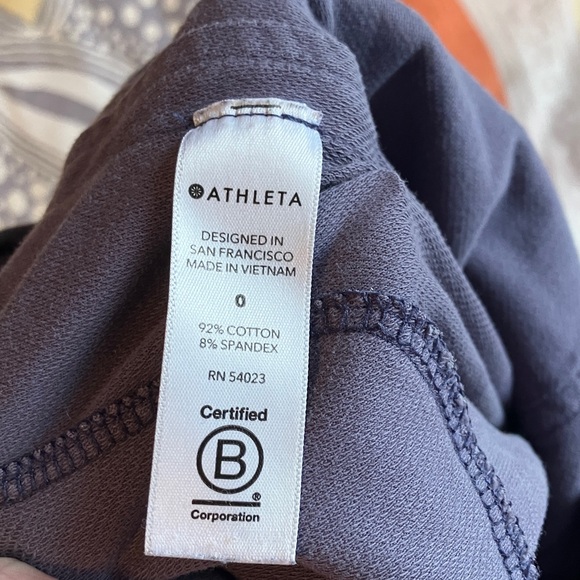 ATHLETA
DESIGNED IN
SAN FRANCISCO
MADE IN VIETNAM
0
92% COTTON
8% SPANDEX
RN 54023
Certified
B
®
Corporation